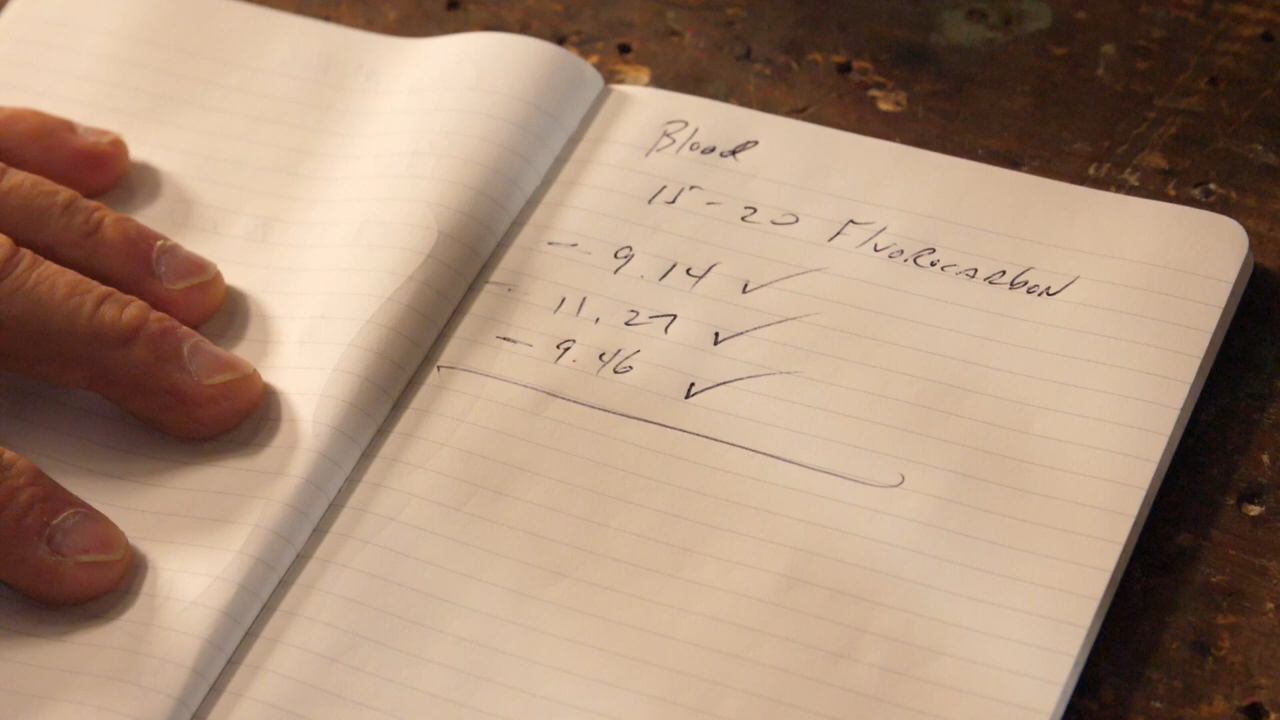 Blood
15-20 Fluorocarbon
- 9.14 ✓
- 11.27 ✓
- 9.46 ✓